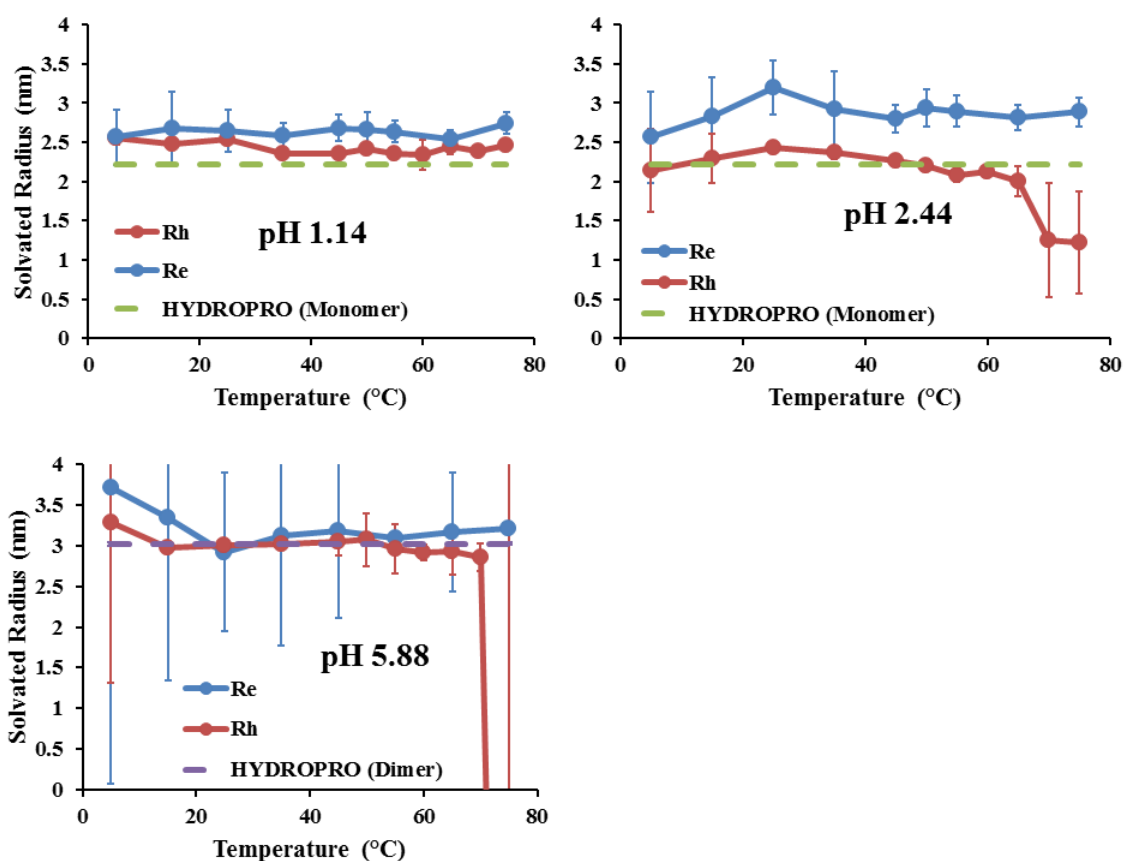 4
3.5
3
2.5
2
1.5
1
0.5
0
Solvated Radius (nm)
pH 1.14
Rh
Re
HYDROPRO (Monomer)
0 20 40 60 80
Temperature (°C)
4
3.5
3
2.5
2
1.5
1
0.5
0
pH 2.44
Re
Rh
HYDROPRO (Monomer)
0 20 40 60 80
Temperature (°C)
4
3.5
3
2.5
2
1.5
1
0.5
0
Solvated Radius (nm)
pH 5.88
Re
Rh
HYDROPRO (Dimer)
0 20 40 60 80
Temperature (°C)